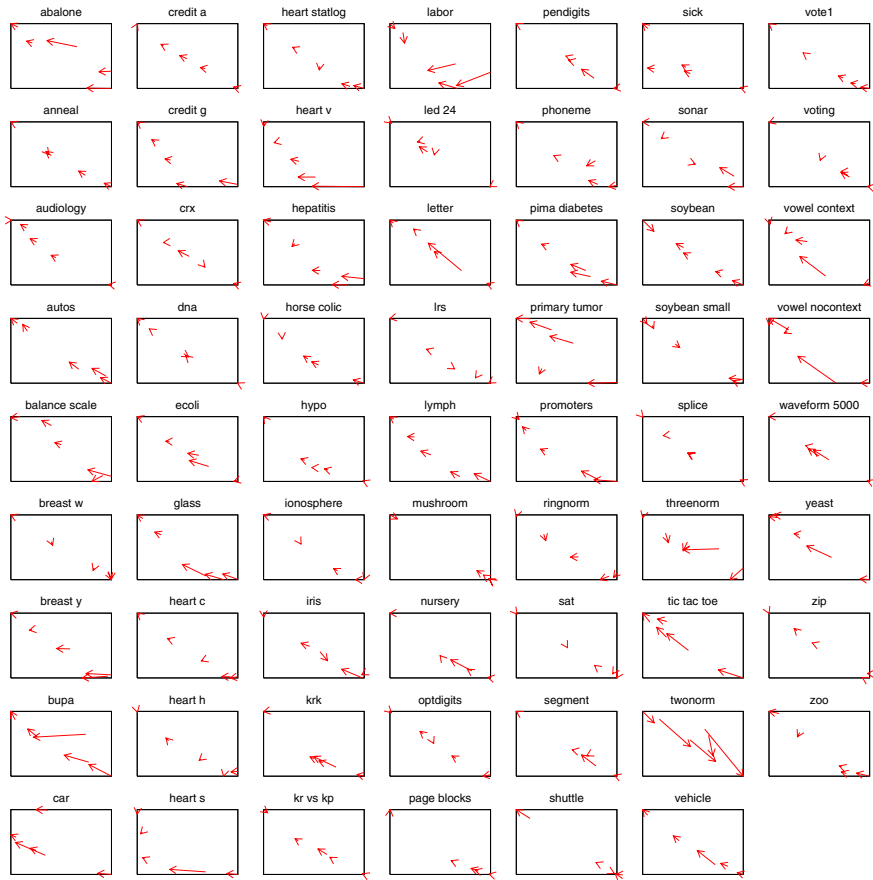 abalone credit a heart statlog labor pendigits sick vote1
anneal credit g heart v led 24 phoneme sonar voting
audiology crx hepatitis letter pima diabetes soybean vowel context
autos dna horse colic lrs primary tumor soybean small vowel nocontext
balance scale ecoli hypo lymph promoters splice waveform 5000
breast w glass ionosphere mushroom ringnorm threenorm yeast
breast y heart c iris nursery sat tic tac toe zip
bupa heart h krk optdigits segment twonorm zoo
car heart s kr vs kp page blocks shuttle vehicle